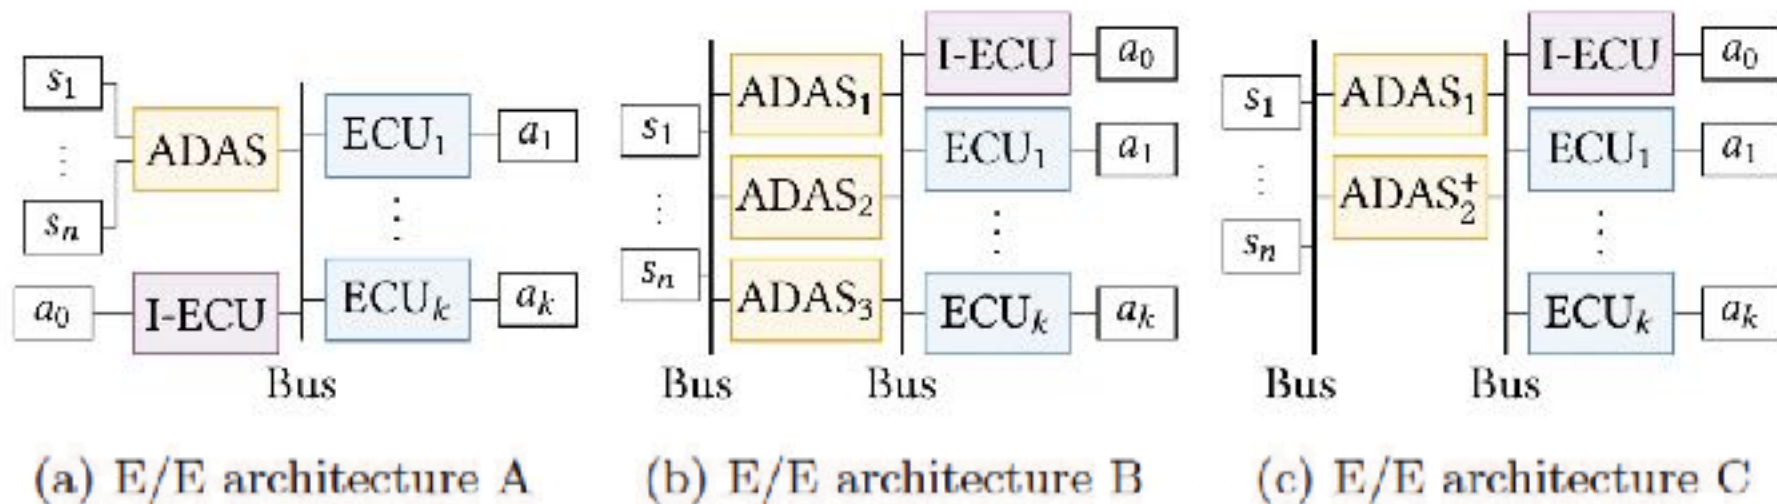 s₁
⋮
sₙ
a₀
ADAS
I-ECU
ECU₁
⋮
ECUₖ
a₁
aₖ
Bus
(a) E/E architecture A
s₁
⋮
sₙ
ADAS₁
ADAS₂
ADAS₃
I-ECU
ECU₁
⋮
ECUₖ
a₀
a₁
aₖ
Bus
Bus
(b) E/E architecture B
s₁
⋮
sₙ
ADAS₁
ADAS₂⁺
I-ECU
ECU₁
⋮
ECUₖ
a₀
a₁
aₖ
Bus
Bus
(c) E/E architecture C